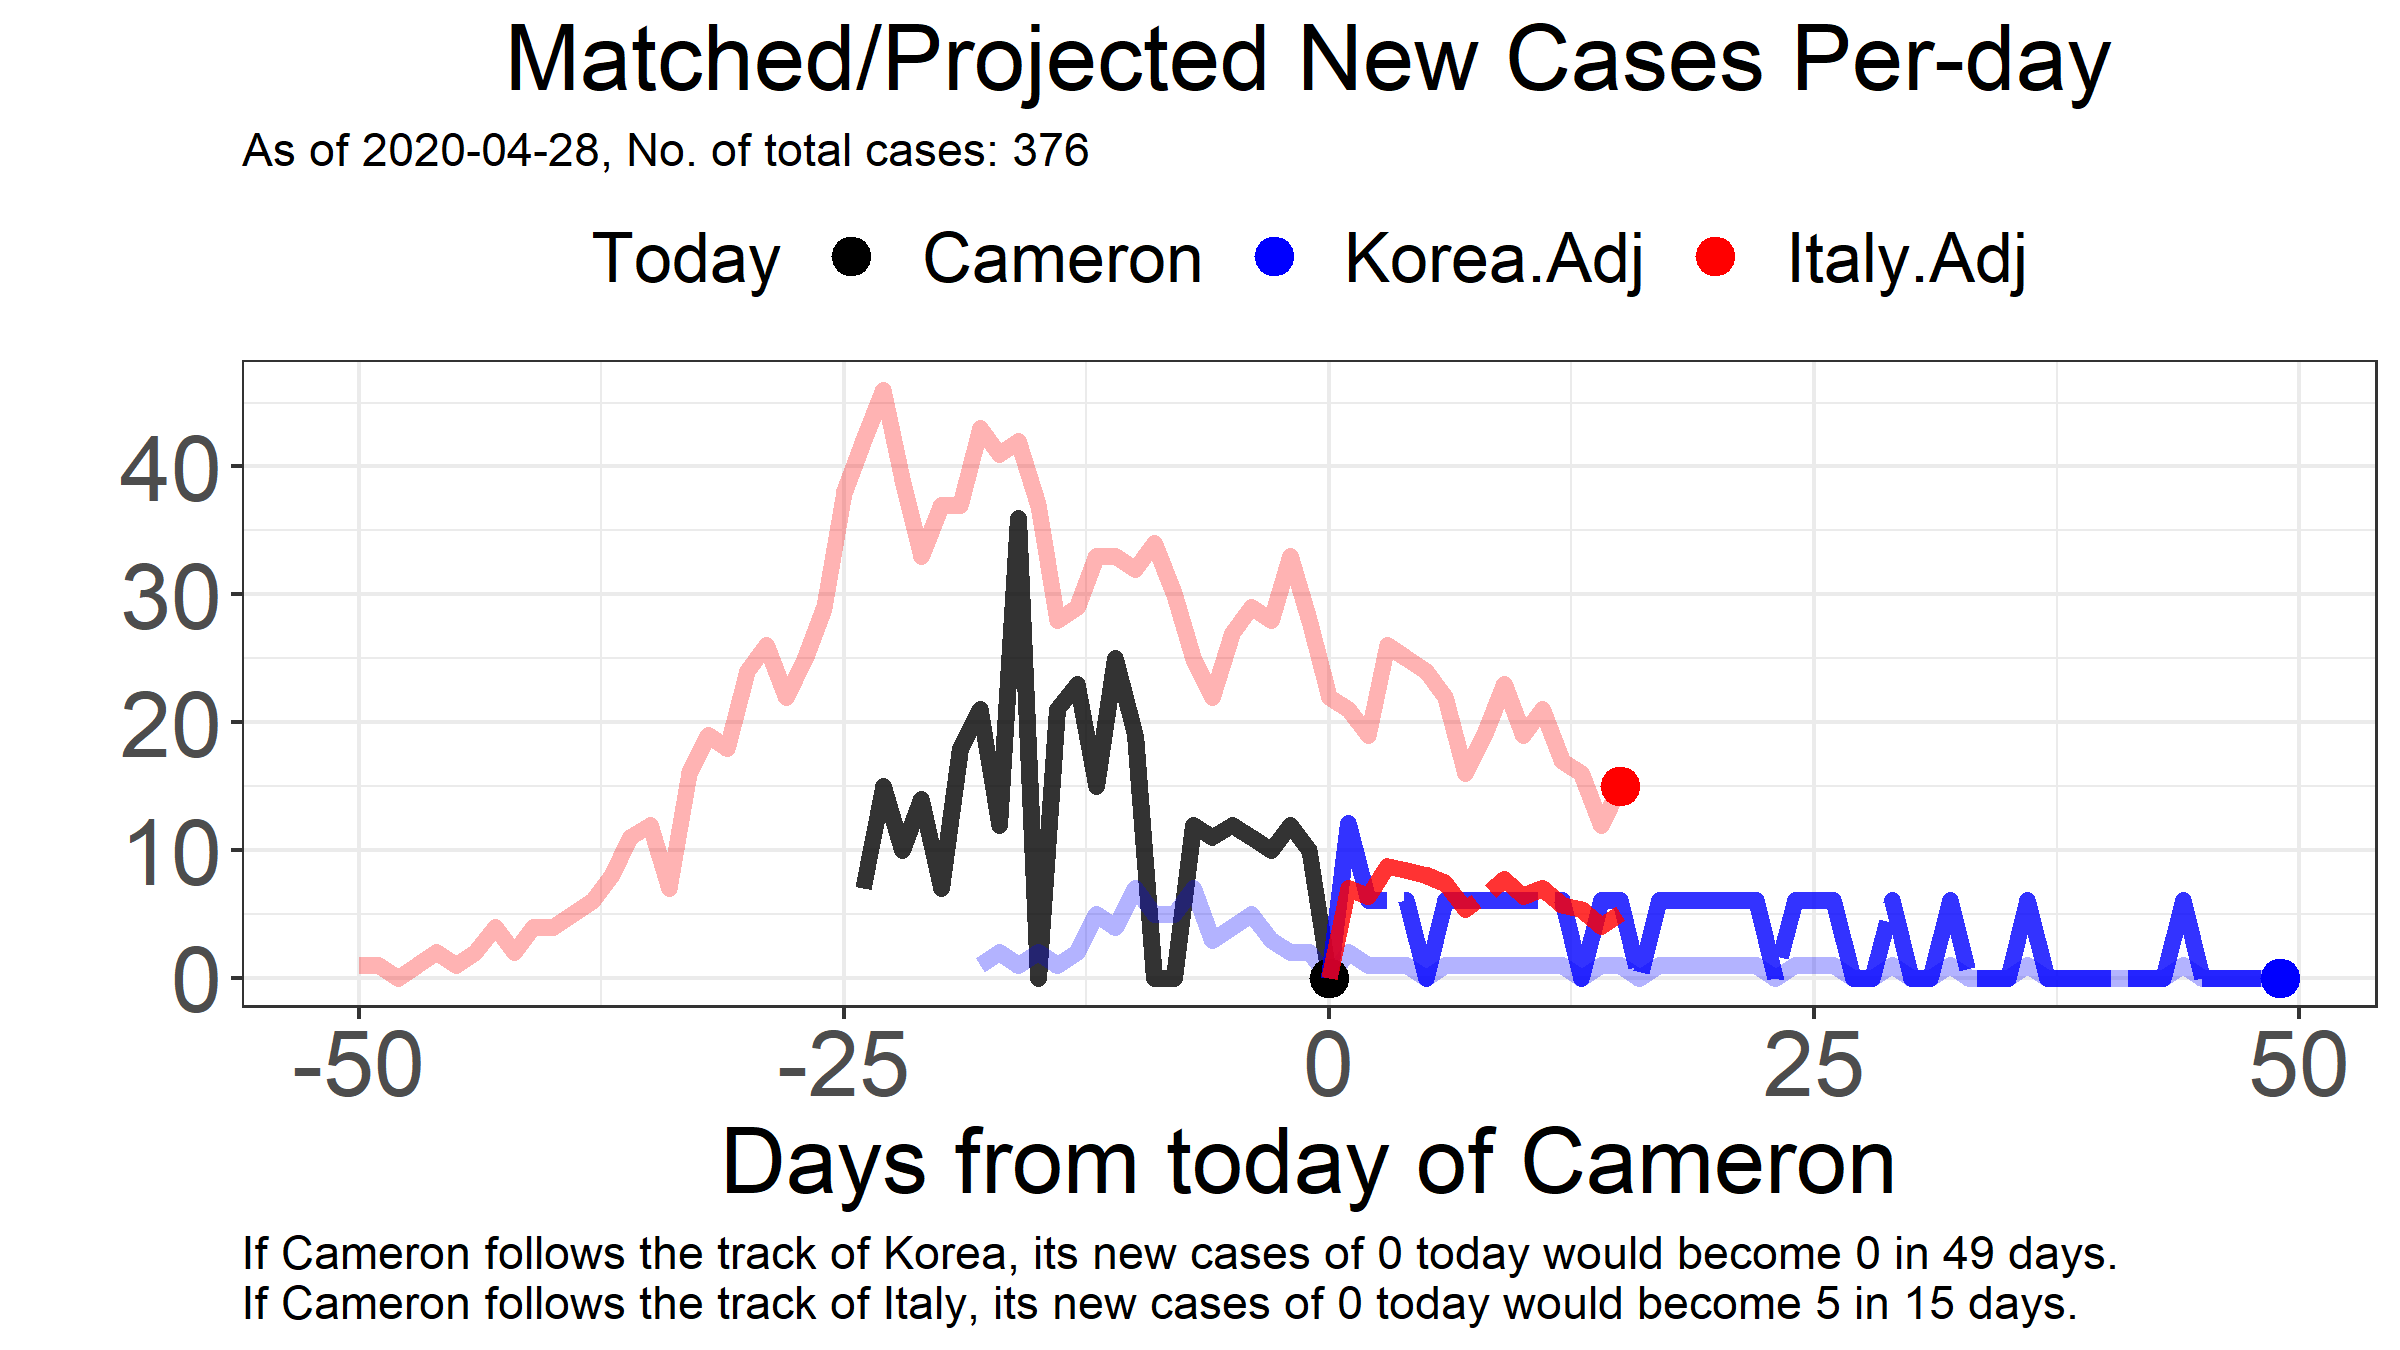 Matched/Projected New Cases Per-day
As of 2020-04-28, No. of total cases: 376
Today Cameron Korea.Adj Italy.Adj
40
30
20
10
0
-50 -25 0 25 50
Days from today of Cameron
If Cameron follows the track of Korea, its new cases of 0 today would become 0 in 49 days.
If Cameron follows the track of Italy, its new cases of 0 today would become 5 in 15 days.